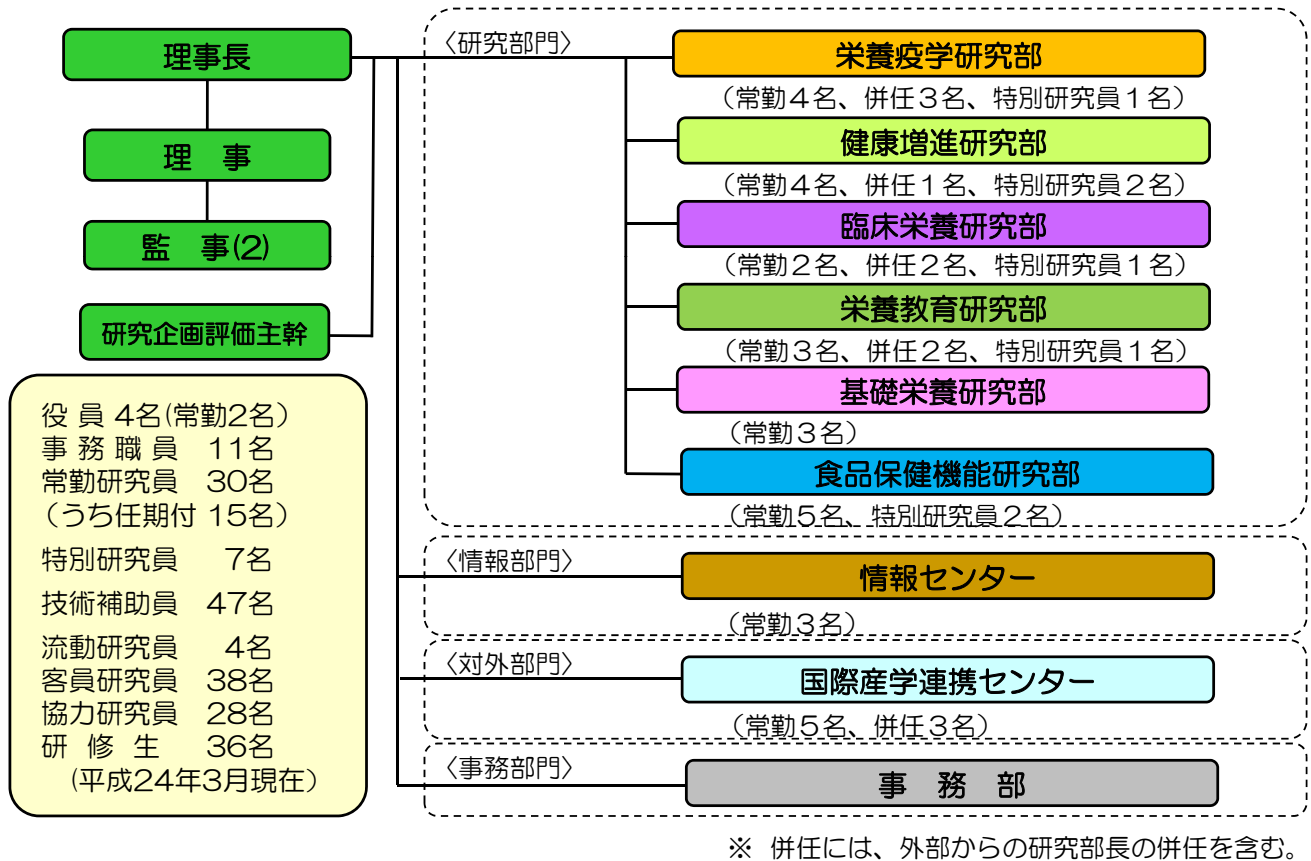 理事長
理　事
監　事(2)
研究企画評価主幹
役 員 4名(常勤2名)
事 務 職 員　11名
常勤研究員　30名
(うち任期付 15名)
特別研究員　7名
技術補助員　47名
流動研究員　4名
客員研究員　38名
協力研究員　28名
研 修 生　36名
(平成24年3月現在)
〈研究部門〉
栄養疫学研究部
(常勤4名、併任3名、特別研究員1名)
健康増進研究部
(常勤4名、併任1名、特別研究員2名)
臨床栄養研究部
(常勤2名、併任2名、特別研究員1名)
栄養教育研究部
(常勤3名、併任2名、特別研究員1名)
基礎栄養研究部
(常勤3名)
食品保健機能研究部
(常勤5名、特別研究員2名)
〈情報部門〉
情報センター
(常勤3名)
〈対外部門〉
国際産学連携センター
(常勤5名、併任3名)
〈事務部門〉
事　務　部
※ 併任には、外部からの研究部長の併任を含む。